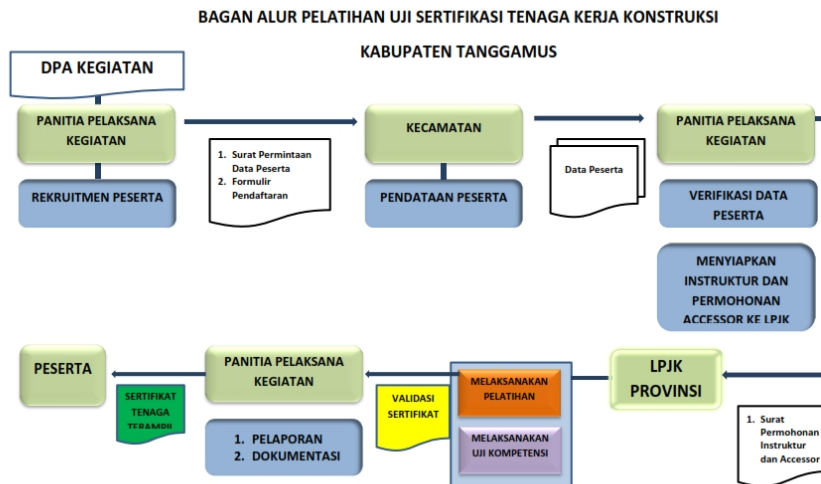 BAGAN ALUR PELATIHAN UJI SERTIFIKASI TENAGA KERJA KONSTRUKSI
KABUPATEN TANGGAMUS
DPA KEGIATAN
PANITIA PELAKSANA
KEGIATAN
REKRUTMEN PESERTA
1. Surat Permintaan
Data Peserta
2. Formulir
Pendaftaran
KECAMATAN
PENDATAAN PESERTA
Data Peserta
PANITIA PELAKSANA
KEGIATAN
VERIFIKASI DATA
PESERTA
MENYIAPKAN
INSTRUKTUR DAN
PERMOHONAN
ACCESSOR KE LPJK
PESERTA
SERTIFIKAT
TENAGA
TERAMPIL
PANITIA PELAKSANA
KEGIATAN
1. PELAPORAN
2. DOKUMENTASI
VALIDASI
SERTIFIKAT
MELAKSANAKAN
PELATIHAN
MELAKSANAKAN
UJI KOMPETENSI
LPJK
PROVINSI
1. Surat
Permohonan
Instruktur
dan Accessor